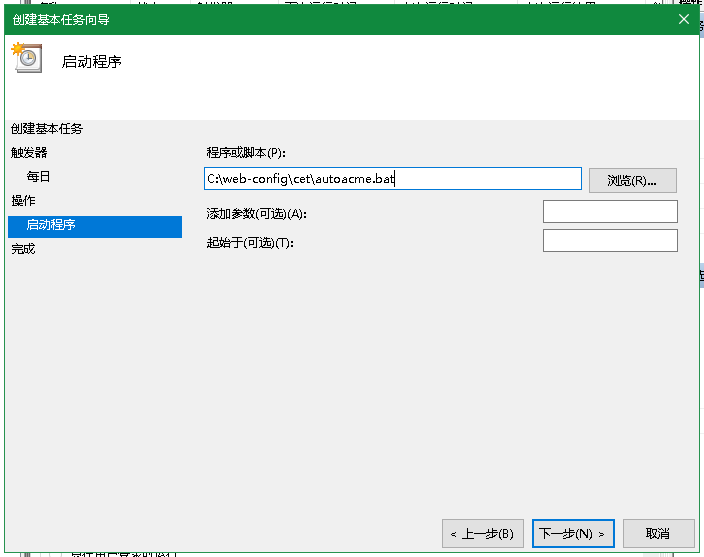 创建基本任务向导
启动程序
创建基本任务
触发器
每日
操作
启动程序
完成
程序或脚本(P):
C:\web-config\cet\autoacme.bat
浏览(R)...
添加参数(可选)(A):
起始于(可选)(T):
< 上一步(B)
下一步(N) >
取消